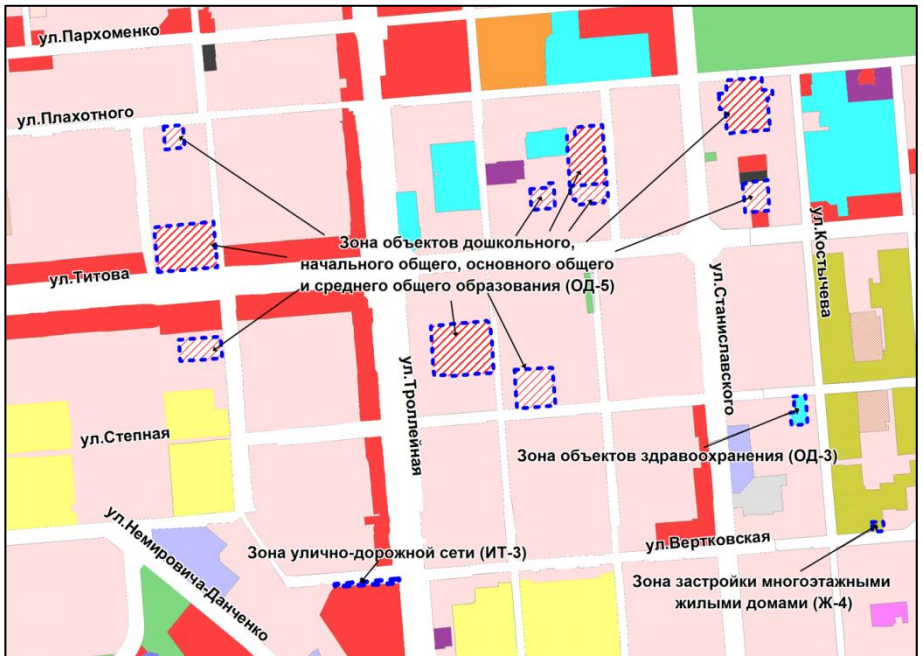 ул.Пархоменко
ул.Плахотного
ул.Костычева
Зона объектов дошкольного,
начального общего, основного общего
и среднего общего образования (ОД-5)
ул.Титова
ул.Станиславского
ул.Троллейная
ул.Степная
Зона объектов здравоохранения (ОД-3)
ул.Немировича-Данченко
Зона улично-дорожной сети (ИТ-3)
ул.Вертковская
Зона застройки многоэтажными
жилыми домами (Ж-4)